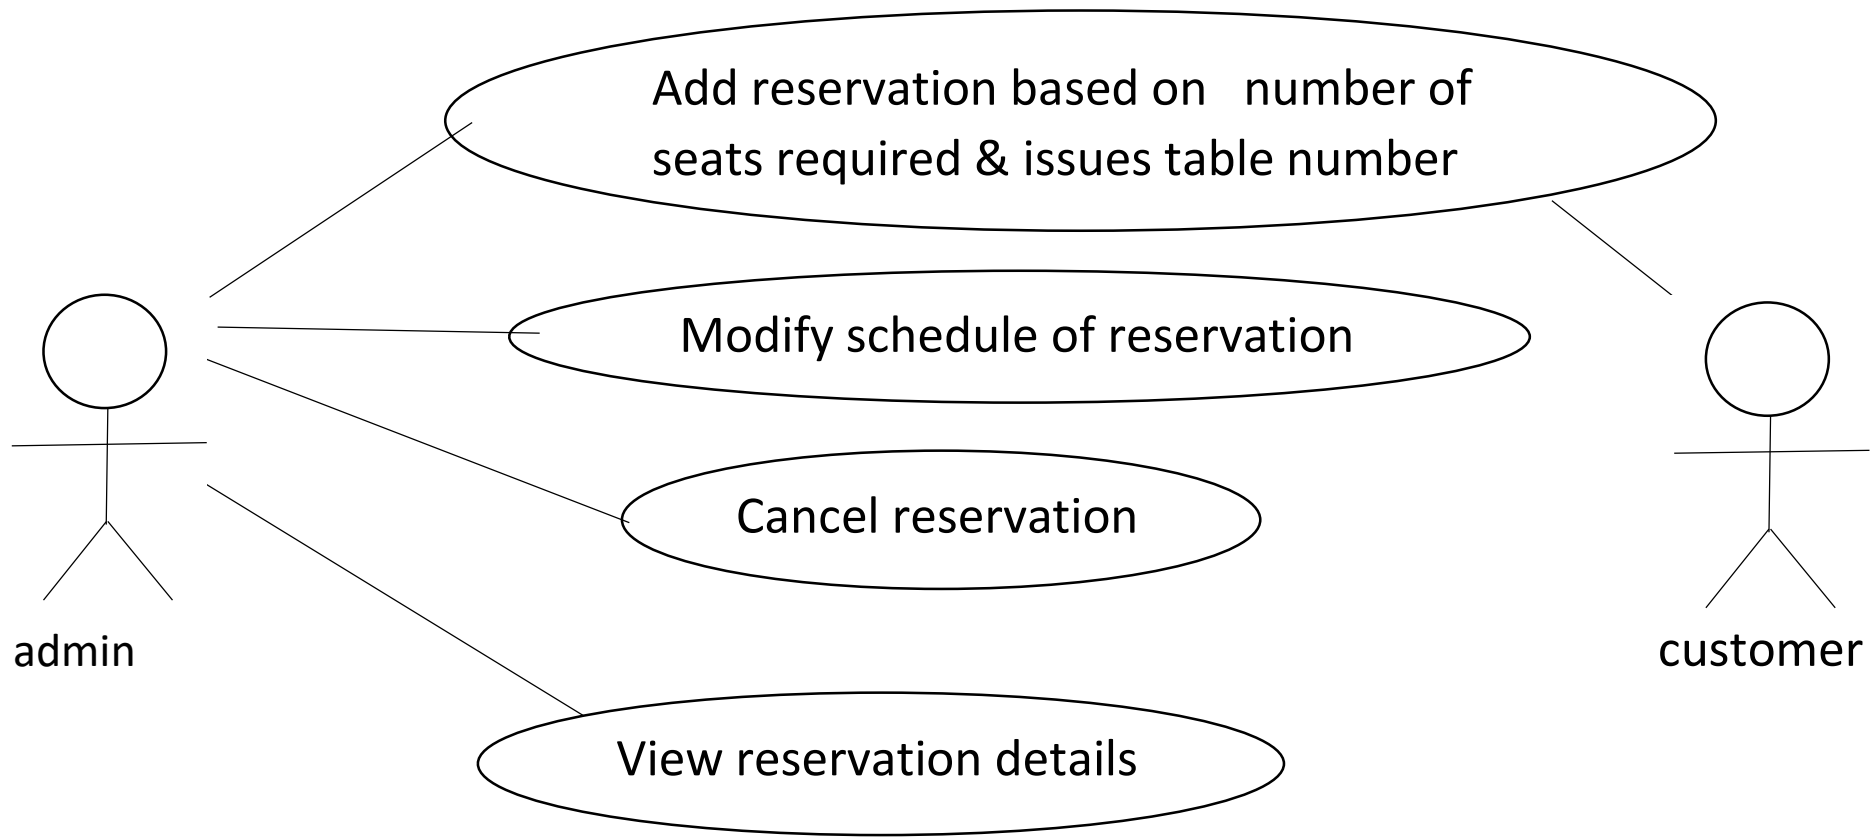 Add reservation based on   number of
seats required & issues table number
Modify schedule of reservation
Cancel reservation
admin
customer
View reservation details